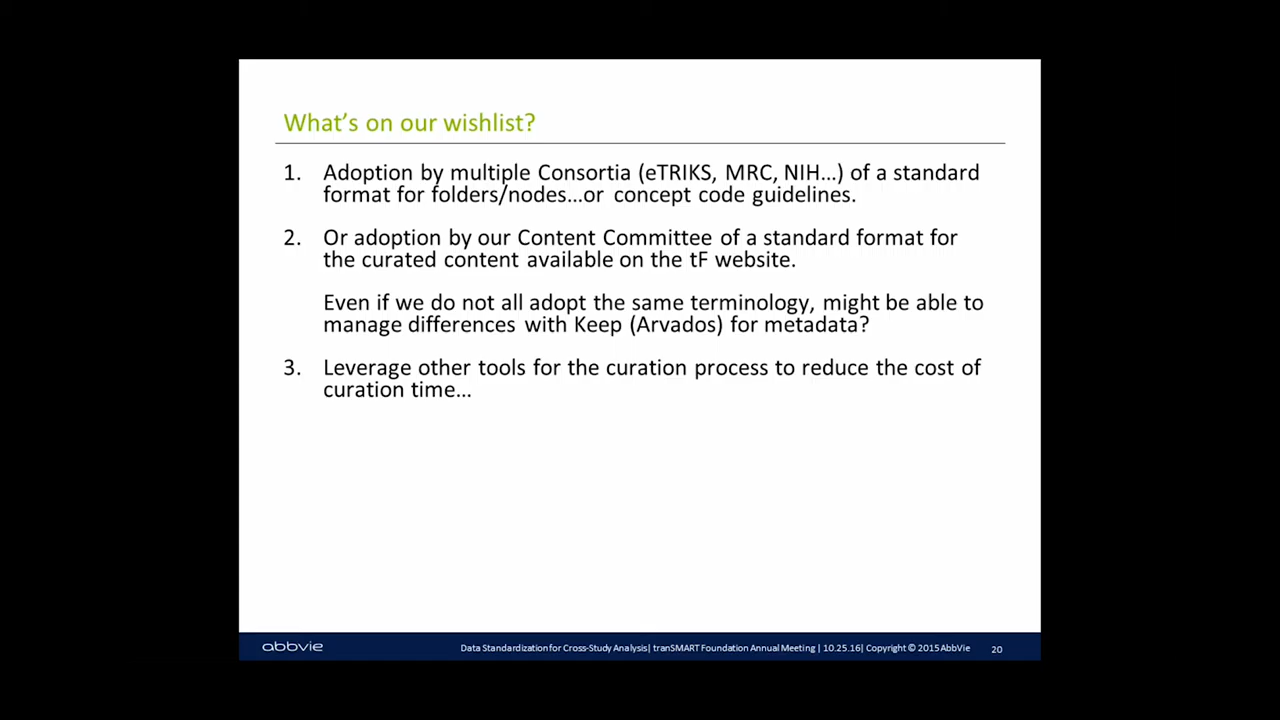 What's on our wishlist?
1. Adoption by multiple Consortia (eTRIKS, MRC, NIH...) of a standard
format for folders/nodes...or concept code guidelines.
2. Or adoption by our Content Committee of a standard format for
the curated content available on the tF website.
Even if we do not all adopt the same terminology, might be able to
manage differences with Keep (Arvados) for metadata?
3. Leverage other tools for the curation process to reduce the cost of
curation time...
abbvie Data Standardization for Cross-Study Analysis| tranSMART Foundation Annual Meeting | 10.25.16| Copyright © 2015 AbbVie 20